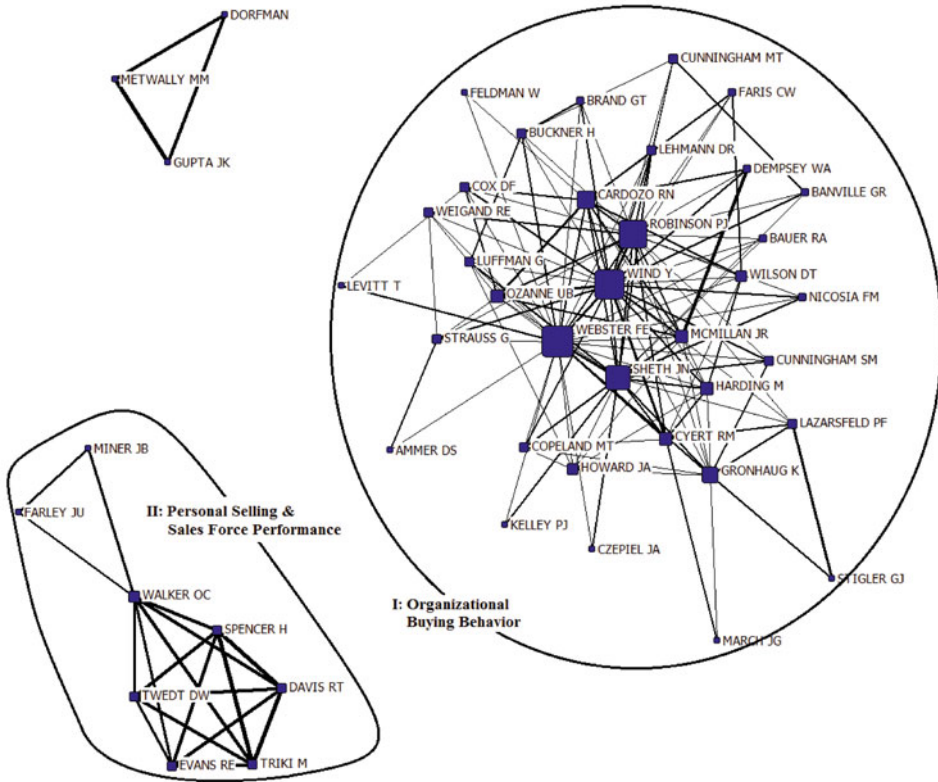 DORFMAN
METWALLY MM
GUPTA JK
CUNNINGHAM MT
FELDMAN W
BRAND GT
FARIS CW
BUCKNER H
LEHMANN DR
DEMPSEY WA
COX DF
CARDOZO RN
BANVILLE GR
WEIGAND RE
ROBINSON PJ
BAUER RA
LUFFMAN G
WIND Y
WILSON DT
LEVITT T
OZANNE UB
NICOSIA FM
STRAUSS G
WEBSTER FE
MCMILLAN JR
CUNNINGHAM SM
SHETH JN
HARDING M
LAZARSFELD PF
AMMER DS
COPELAND MT
CYERT RM
HOWARD JA
GRONHAUG K
KELLEY PJ
CZEPIEL JA
STIGLER GJ
MARCH JG
I: Organizational
Buying Behavior
MINER JB
FARLEY JU
II: Personal Selling &
Sales Force Performance
WALKER OC
SPENCER H
TWEDT DW
DAVIS RT
EVANS RE
TRIKI M